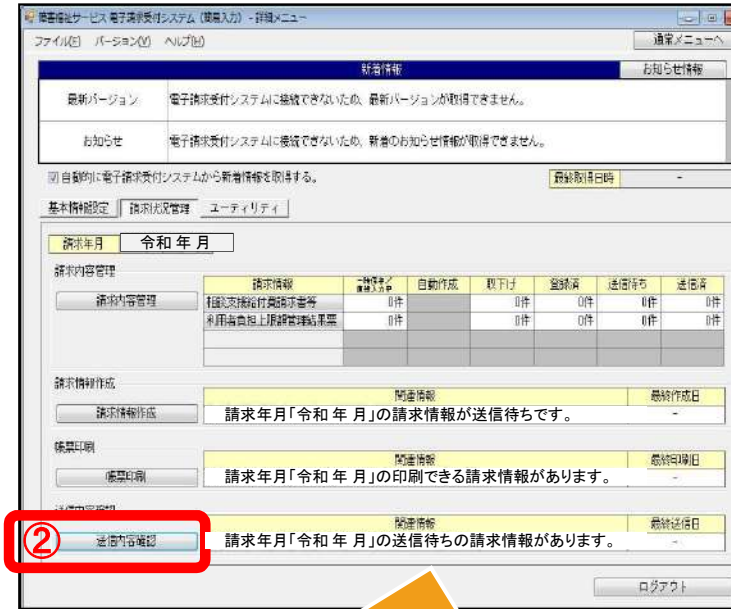 障害福祉サービス 電子請求受付システム (簡易入力) - 詳細メニュー
ファイル(F) バージョン(V) ヘルプ(H) 通常メニューへ
新着情報 お知らせ情報
最新バージョン 電子請求受付システムに接続できないため、最新バージョンが取得できません。
お知らせ 電子請求受付システムに接続できないため、新着のお知らせ情報が取得できません。
自動的に電子請求受付システムから新着情報を取得する。 最終取得日時 -
基本情報設定 請求状況管理 ユーティリティ
請求年月 令和 年 月
請求内容管理
請求情報 一時保存/直接入力中 自動作成 取下げ 登録済 送信待ち 送信済
請求内容管理 相談支援給付費請求書等 0件 0件 0件 0件 0件
利用者負担上限額管理結果票 0件 0件 0件 0件 0件
請求情報作成
関連情報 最終作成日
請求情報作成 請求年月「令和 年 月」の請求情報が送信待ちです。 -
帳票印刷
関連情報 最終印刷日
帳票印刷 請求年月「令和 年 月」の印刷できる請求情報があります。 -
送信内容確認
関連情報 最終送信日
② 送信内容確認 請求年月「令和 年 月」の送信待ちの請求情報があります。 -
ログアウト